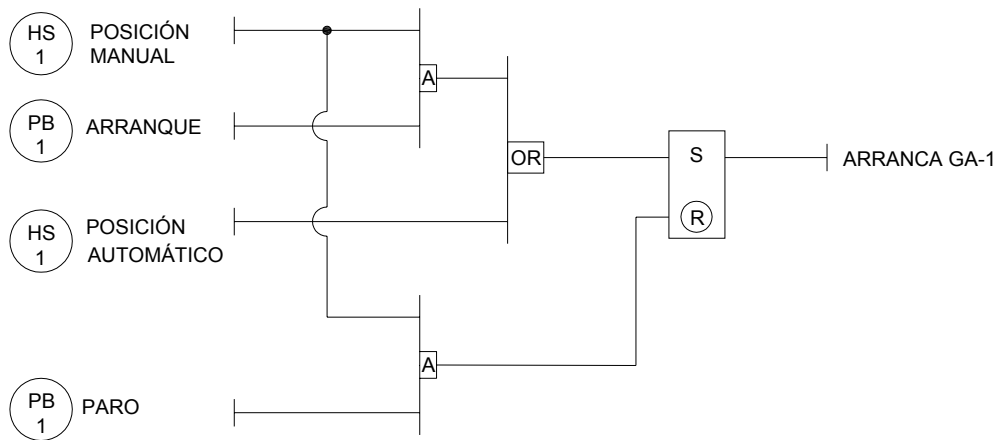 HS
1
POSICIÓN
MANUAL
A
PB
1
ARRANQUE
OR
S
R
ARRANCA GA-1
HS
1
POSICIÓN
AUTOMÁTICO
A
PB
1
PARO